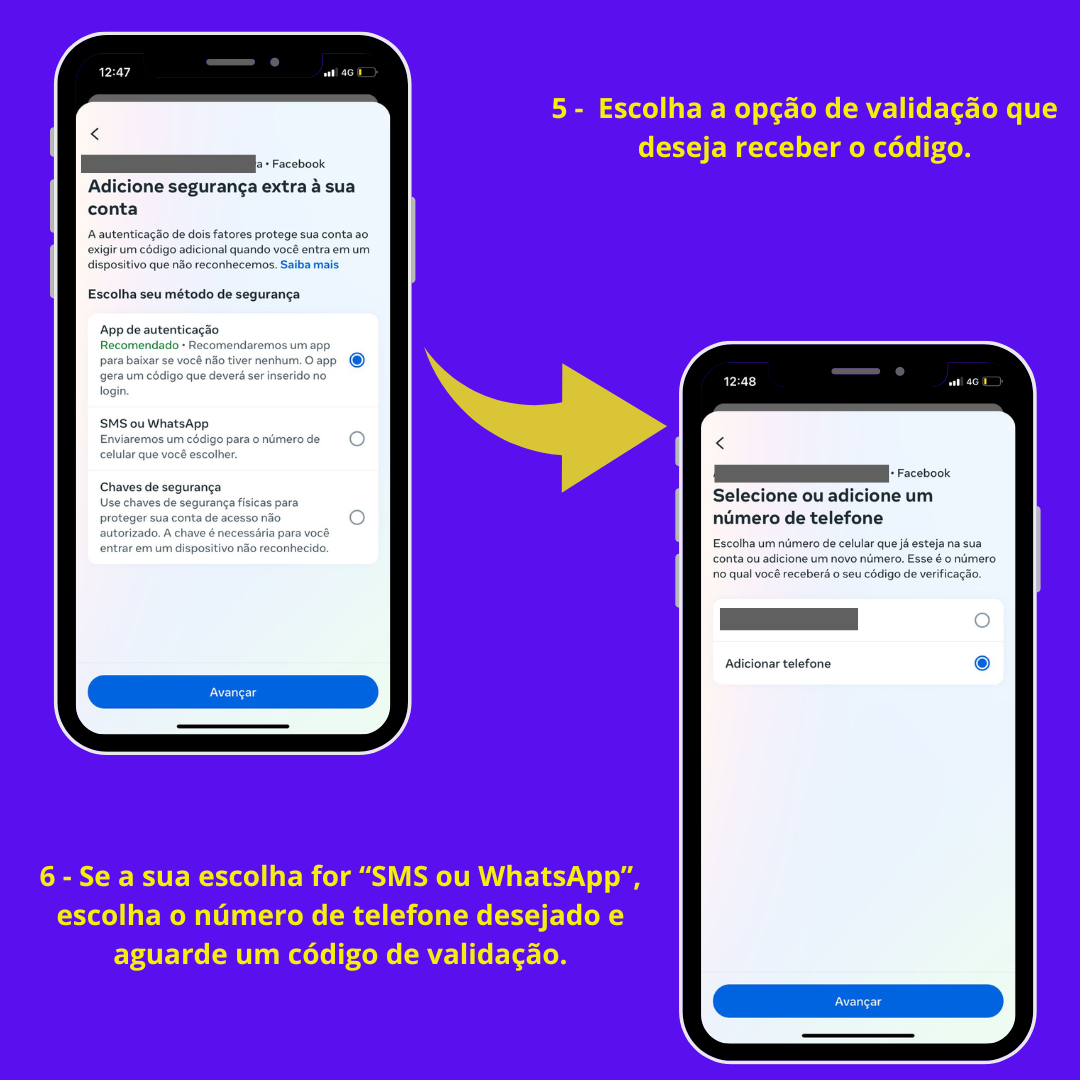 12:47
4G
a • Facebook
Adicione segurança extra à sua
conta
A autenticação de dois fatores protege sua conta ao
exigir um código adicional quando você entra em um
dispositivo que não reconhecemos. Saiba mais
Escolha seu método de segurança
App de autenticação
Recomendado • Recomendaremos um app
para baixar se você não tiver nenhum. O app
gera um código que deverá ser inserido no
login.
SMS ou WhatsApp
Enviaremos um código para o número de
celular que você escolher.
Chaves de segurança
Use chaves de segurança físicas para
proteger sua conta de acesso não
autorizado. A chave é necessária para você
entrar em um dispositivo não reconhecido.
Avançar
5 - Escolha a opção de validação que
deseja receber o código.
12:48
4G
• Facebook
Selecione ou adicione um
número de telefone
Escolha um número de celular que já esteja na sua
conta ou adicione um novo número. Esse é o número
no qual você receberá o seu código de verificação.
Adicionar telefone
Avançar
6 - Se a sua escolha for “SMS ou WhatsApp”,
escolha o número de telefone desejado e
aguarde um código de validação.